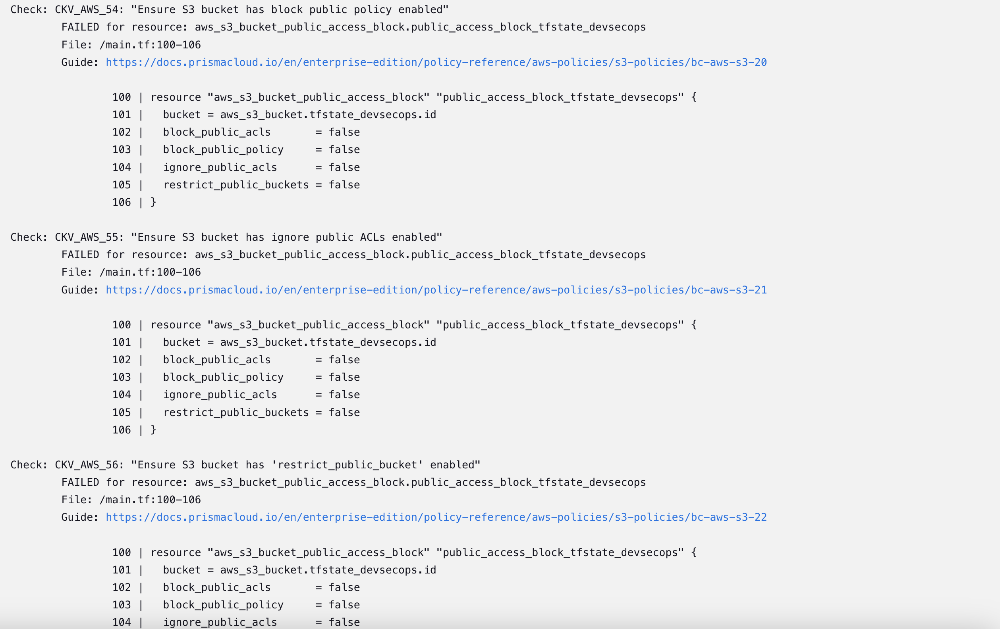 Check: CKV_AWS_54: "Ensure S3 bucket has block public policy enabled"
FAILED for resource: aws_s3_bucket_public_access_block.public_access_block_tfstate_devsecops
File: /main.tf:100-106
Guide: https://docs.prismacloud.io/en/enterprise-edition/policy-reference/aws-policies/s3-policies/bc-aws-s3-20
100 | resource "aws_s3_bucket_public_access_block" "public_access_block_tfstate_devsecops" {
101 |   bucket = aws_s3_bucket.tfstate_devsecops.id
102 |   block_public_acls       = false
103 |   block_public_policy     = false
104 |   ignore_public_acls      = false
105 |   restrict_public_buckets = false
106 | }
Check: CKV_AWS_55: "Ensure S3 bucket has ignore public ACLs enabled"
FAILED for resource: aws_s3_bucket_public_access_block.public_access_block_tfstate_devsecops
File: /main.tf:100-106
Guide: https://docs.prismacloud.io/en/enterprise-edition/policy-reference/aws-policies/s3-policies/bc-aws-s3-21
100 | resource "aws_s3_bucket_public_access_block" "public_access_block_tfstate_devsecops" {
101 |   bucket = aws_s3_bucket.tfstate_devsecops.id
102 |   block_public_acls       = false
103 |   block_public_policy     = false
104 |   ignore_public_acls      = false
105 |   restrict_public_buckets = false
106 | }
Check: CKV_AWS_56: "Ensure S3 bucket has 'restrict_public_bucket' enabled"
FAILED for resource: aws_s3_bucket_public_access_block.public_access_block_tfstate_devsecops
File: /main.tf:100-106
Guide: https://docs.prismacloud.io/en/enterprise-edition/policy-reference/aws-policies/s3-policies/bc-aws-s3-22
100 | resource "aws_s3_bucket_public_access_block" "public_access_block_tfstate_devsecops" {
101 |   bucket = aws_s3_bucket.tfstate_devsecops.id
102 |   block_public_acls       = false
103 |   block_public_policy     = false
104 |   ignore_public_acls      = false